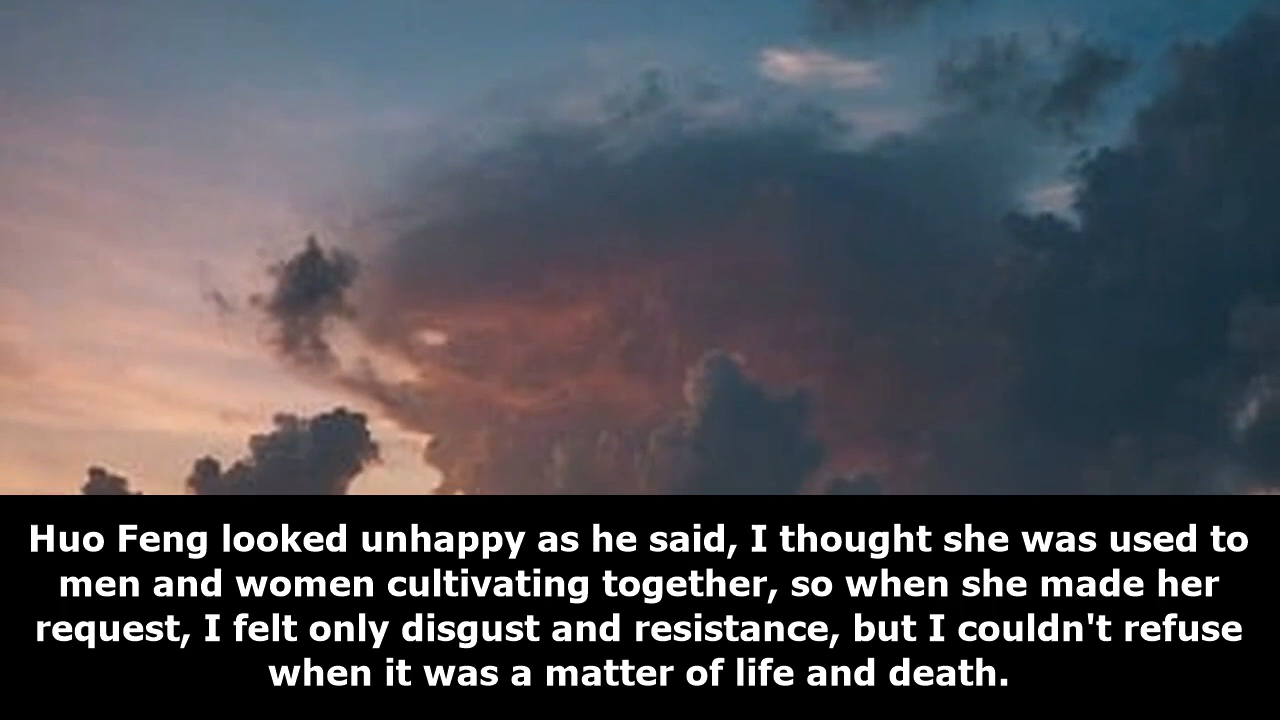 Huo Feng looked unhappy as he said, I thought she was used to
men and women cultivating together, so when she made her
request, I felt only disgust and resistance, but I couldn't refuse
when it was a matter of life and death.